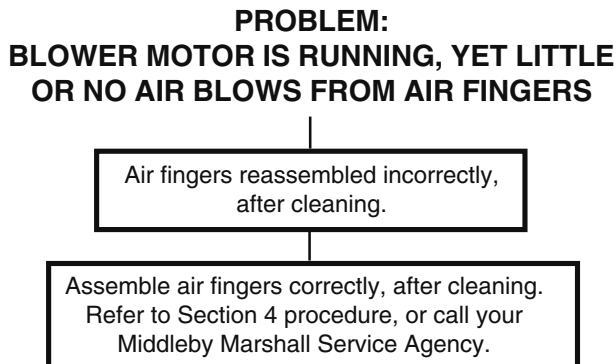 PROBLEM:
BLOWER MOTOR IS RUNNING, YET LITTLE
OR NO AIR BLOWS FROM AIR FINGERS
Air fingers reassembled incorrectly,
after cleaning.
Assemble air fingers correctly, after cleaning.
Refer to Section 4 procedure, or call your
Middleby Marshall Service Agency.